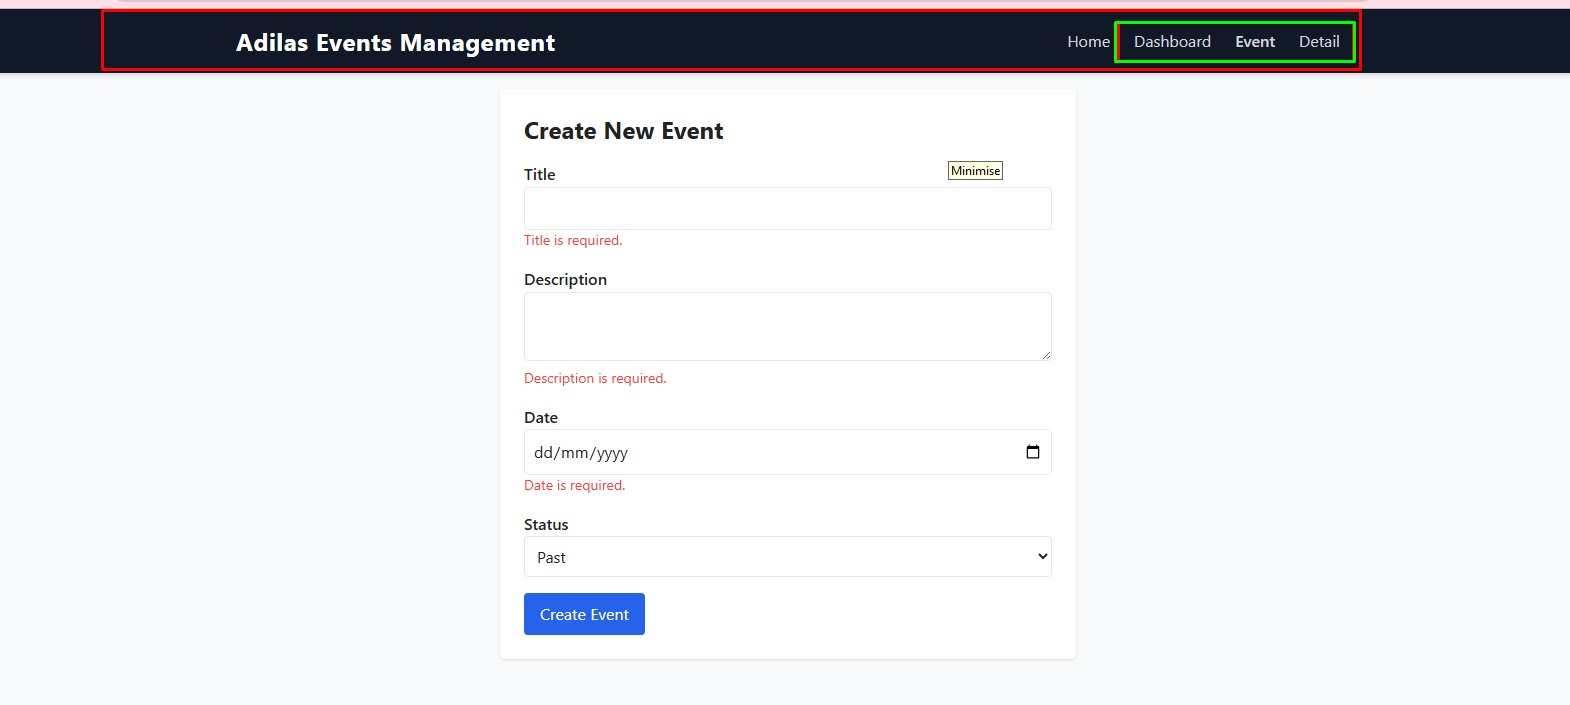 Adilas Events Management Home Dashboard Event Detail
Create New Event
Minimise
Title
Title is required.
Description
Description is required.
Date
dd/mm/yyyy
Date is required.
Status
Past
Create Event